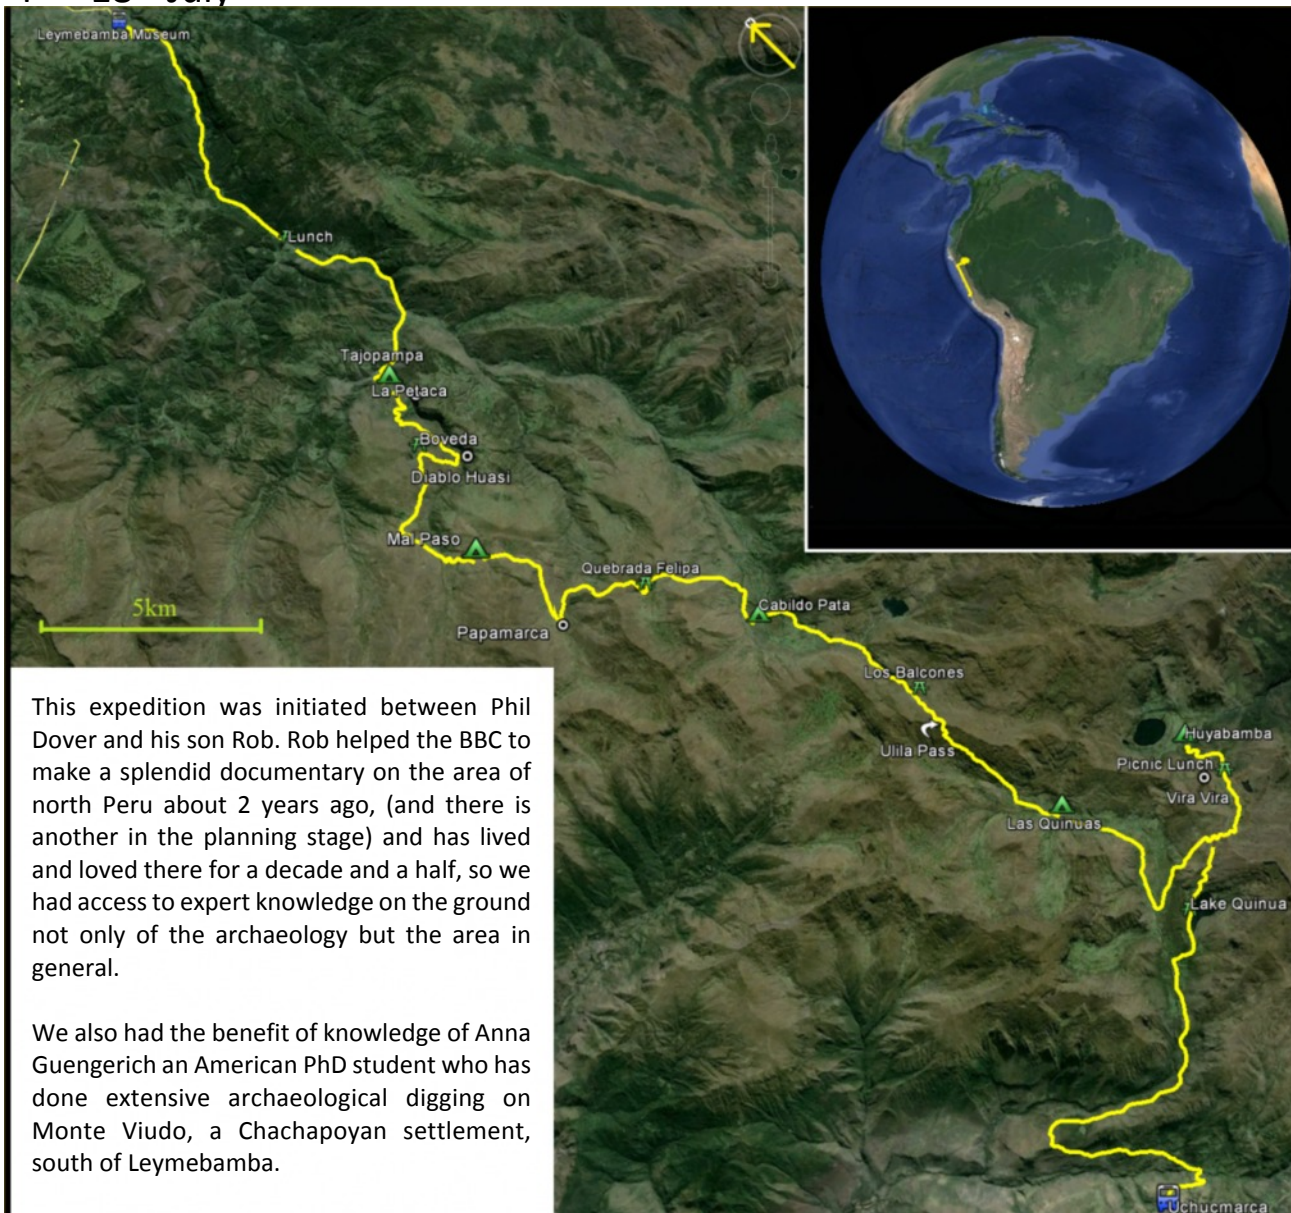 July
Leymebamba Museum
Lunch
Tajopampa
La Petaca
Boveda
Diablo Huasi
Mal Paso
Quebrada Felipa
Cabildo Pata
5km
Papamarca
Los Balcones
Ulila Pass
Huyabamba
Picnic Lunch
Vira Vira
Las Quinuas
Lake Quinua
Uchucmarca
This expedition was initiated between Phil
Dover and his son Rob. Rob helped the BBC to
make a splendid documentary on the area of
north Peru about 2 years ago, (and there is
another in the planning stage) and has lived
and loved there for a decade and a half, so we
had access to expert knowledge on the ground
not only of the archaeology but the area in
general.
We also had the benefit of knowledge of Anna
Guengerich an American PhD student who has
done extensive archaeological digging on
Monte Viudo, a Chachapoyan settlement,
south of Leymebamba.